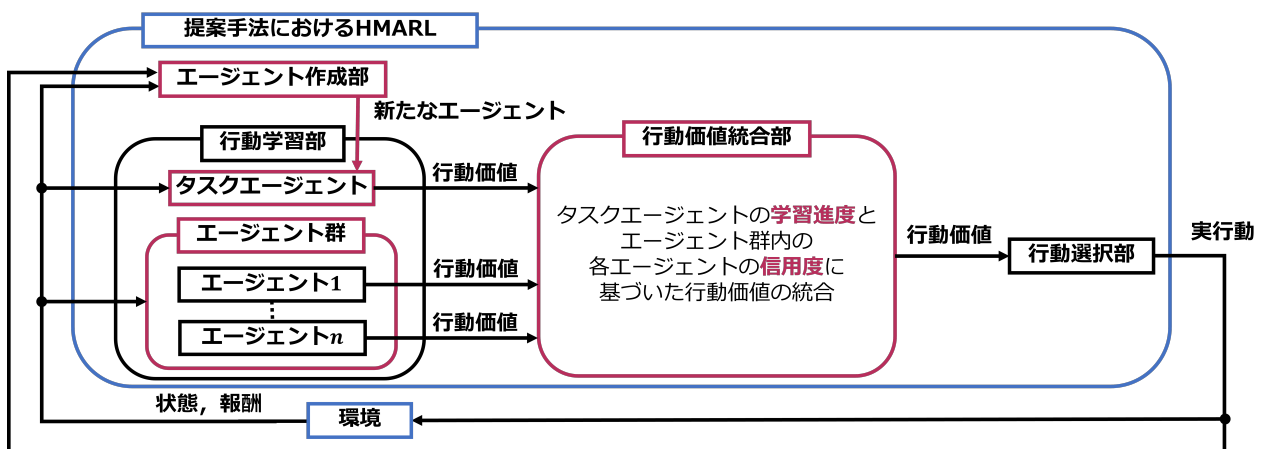 提案手法におけるHMARL
エージェント作成部
新たなエージェント
行動学習部
タスクエージェント
行動価値
エージェント群
エージェント1
行動価値
エージェントn
行動価値
行動価値統合部
タスクエージェントの学習進度と
エージェント群内の
各エージェントの信用度に
基づいた行動価値の統合
行動価値
行動選択部
実行動
状態，報酬
環境